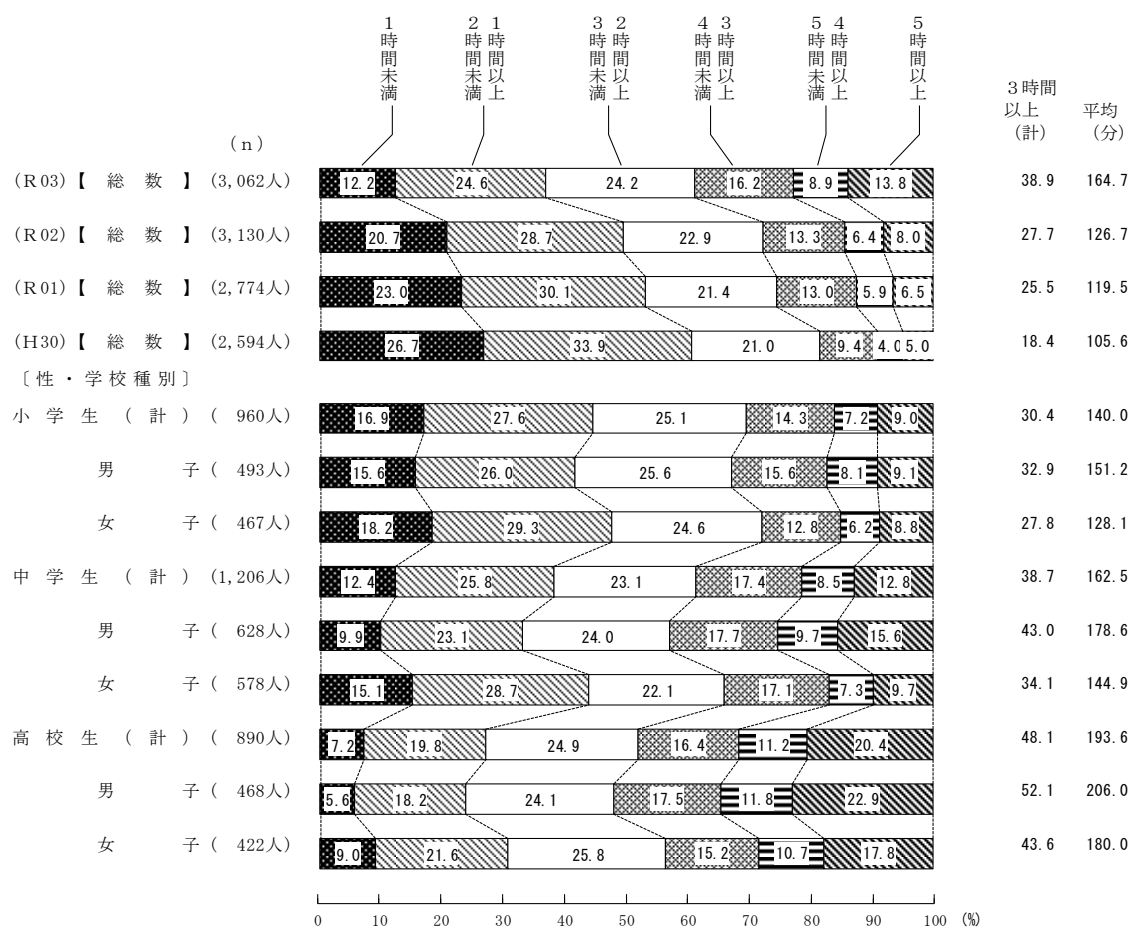 1時間未満
1時間以上
2時間未満
2時間以上
3時間未満
3時間以上
4時間未満
4時間以上
5時間未満
5時間以上
3時間以上(計)
平均(分)
(n)
(R03)【 総 数 】 (3,062人) 12.2 24.6 24.2 16.2 8.9 13.8 38.9 164.7
(R02)【 総 数 】 (3,130人) 20.7 28.7 22.9 13.3 6.4 8.0 27.7 126.7
(R01)【 総 数 】 (2,774人) 23.0 30.1 21.4 13.0 5.9 6.5 25.5 119.5
(H30)【 総 数 】 (2,594人) 26.7 33.9 21.0 9.4 4.0 5.0 18.4 105.6
〔性・学校種別〕
小 学 生 ( 計 ) ( 960人) 16.9 27.6 25.1 14.3 7.2 9.0 30.4 140.0
男 子 ( 493人) 15.6 26.0 25.6 15.6 8.1 9.1 32.9 151.2
女 子 ( 467人) 18.2 29.3 24.6 12.8 6.2 8.8 27.8 128.1
中 学 生 ( 計 ) (1,206人) 12.4 25.8 23.1 17.4 8.5 12.8 38.7 162.5
男 子 ( 628人) 9.9 23.1 24.0 17.7 9.7 15.6 43.0 178.6
女 子 ( 578人) 15.1 28.7 22.1 17.1 7.3 9.7 34.1 144.9
高 校 生 ( 計 ) ( 890人) 7.2 19.8 24.9 16.4 11.2 20.4 48.1 193.6
男 子 ( 468人) 5.6 18.2 24.1 17.5 11.8 22.9 52.1 206.0
女 子 ( 422人) 9.0 21.6 25.8 15.2 10.7 17.8 43.6 180.0
0 10 20 30 40 50 60 70 80 90 100 (%)